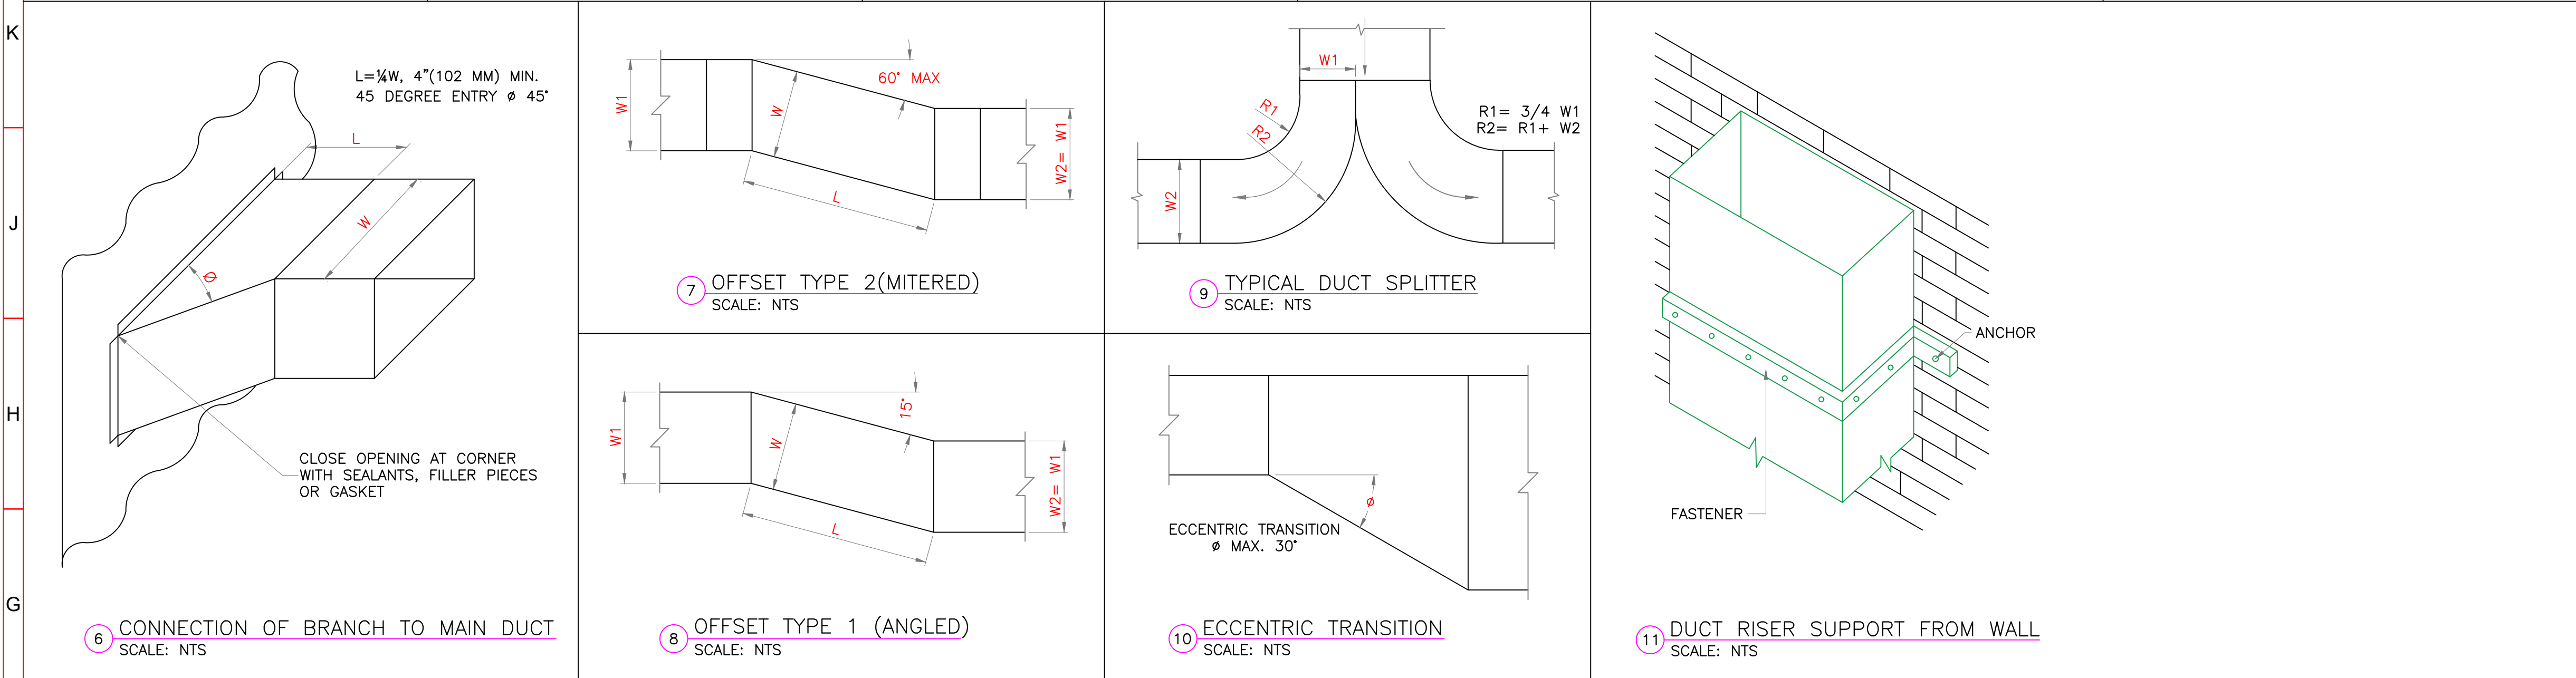 K
J
H
G
L=¼W, 4"(102 MM) MIN.
45 DEGREE ENTRY ø 45°
L
W
Ø
CLOSE OPENING AT CORNER
WITH SEALANTS, FILLER PIECES
OR GASKET
6 CONNECTION OF BRANCH TO MAIN DUCT
SCALE: NTS
W1
W
60° MAX
L
W2= W1
7 OFFSET TYPE 2(MITERED)
SCALE: NTS
W1
W
15°
L
W2= W1
8 OFFSET TYPE 1 (ANGLED)
SCALE: NTS
W1
R1
R2
R1= 3/4 W1
R2= R1+ W2
W2
9 TYPICAL DUCT SPLITTER
SCALE: NTS
ø
ECCENTRIC TRANSITION
ø MAX. 30°
10 ECCENTRIC TRANSITION
SCALE: NTS
ANCHOR
FASTENER
11 DUCT RISER SUPPORT FROM WALL
SCALE: NTS